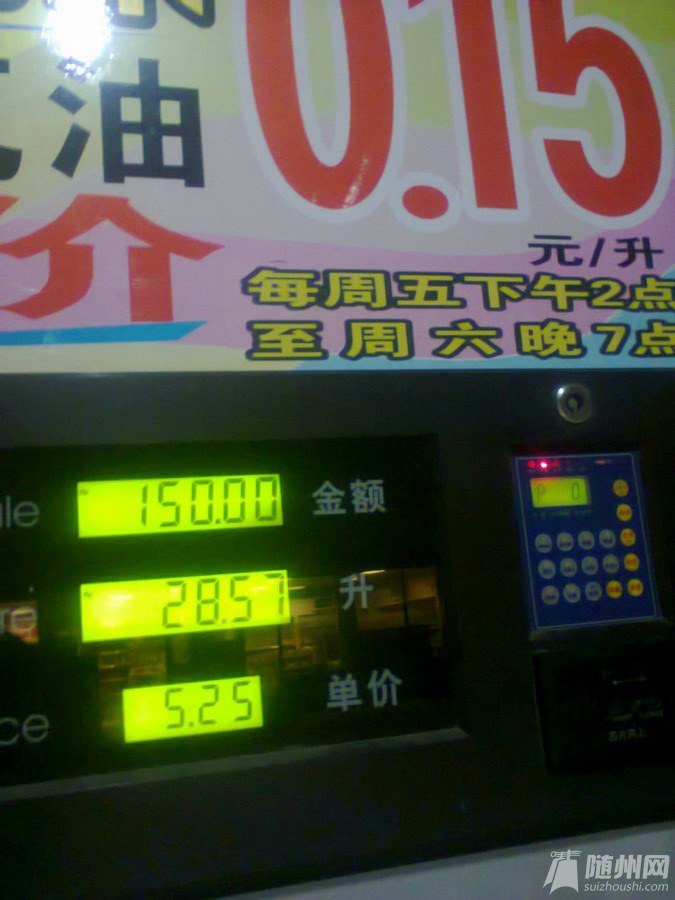 0.15
油
价
元/升
每周五下午2点
至周六晚7点
150.00 金额
28.57 升
5.25 单价
P 0
随州网
suizhoushi.com